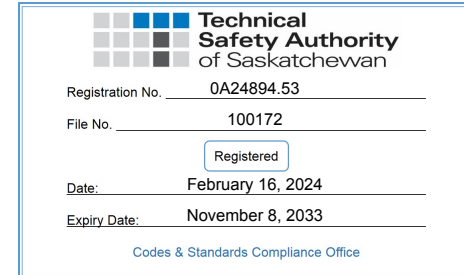 Technical
Safety Authority
of Saskatchewan
Registration No. 0A24894.53
File No. 100172
Registered
Date: February 16, 2024
Expiry Date: November 8, 2033
Codes & Standards Compliance Office